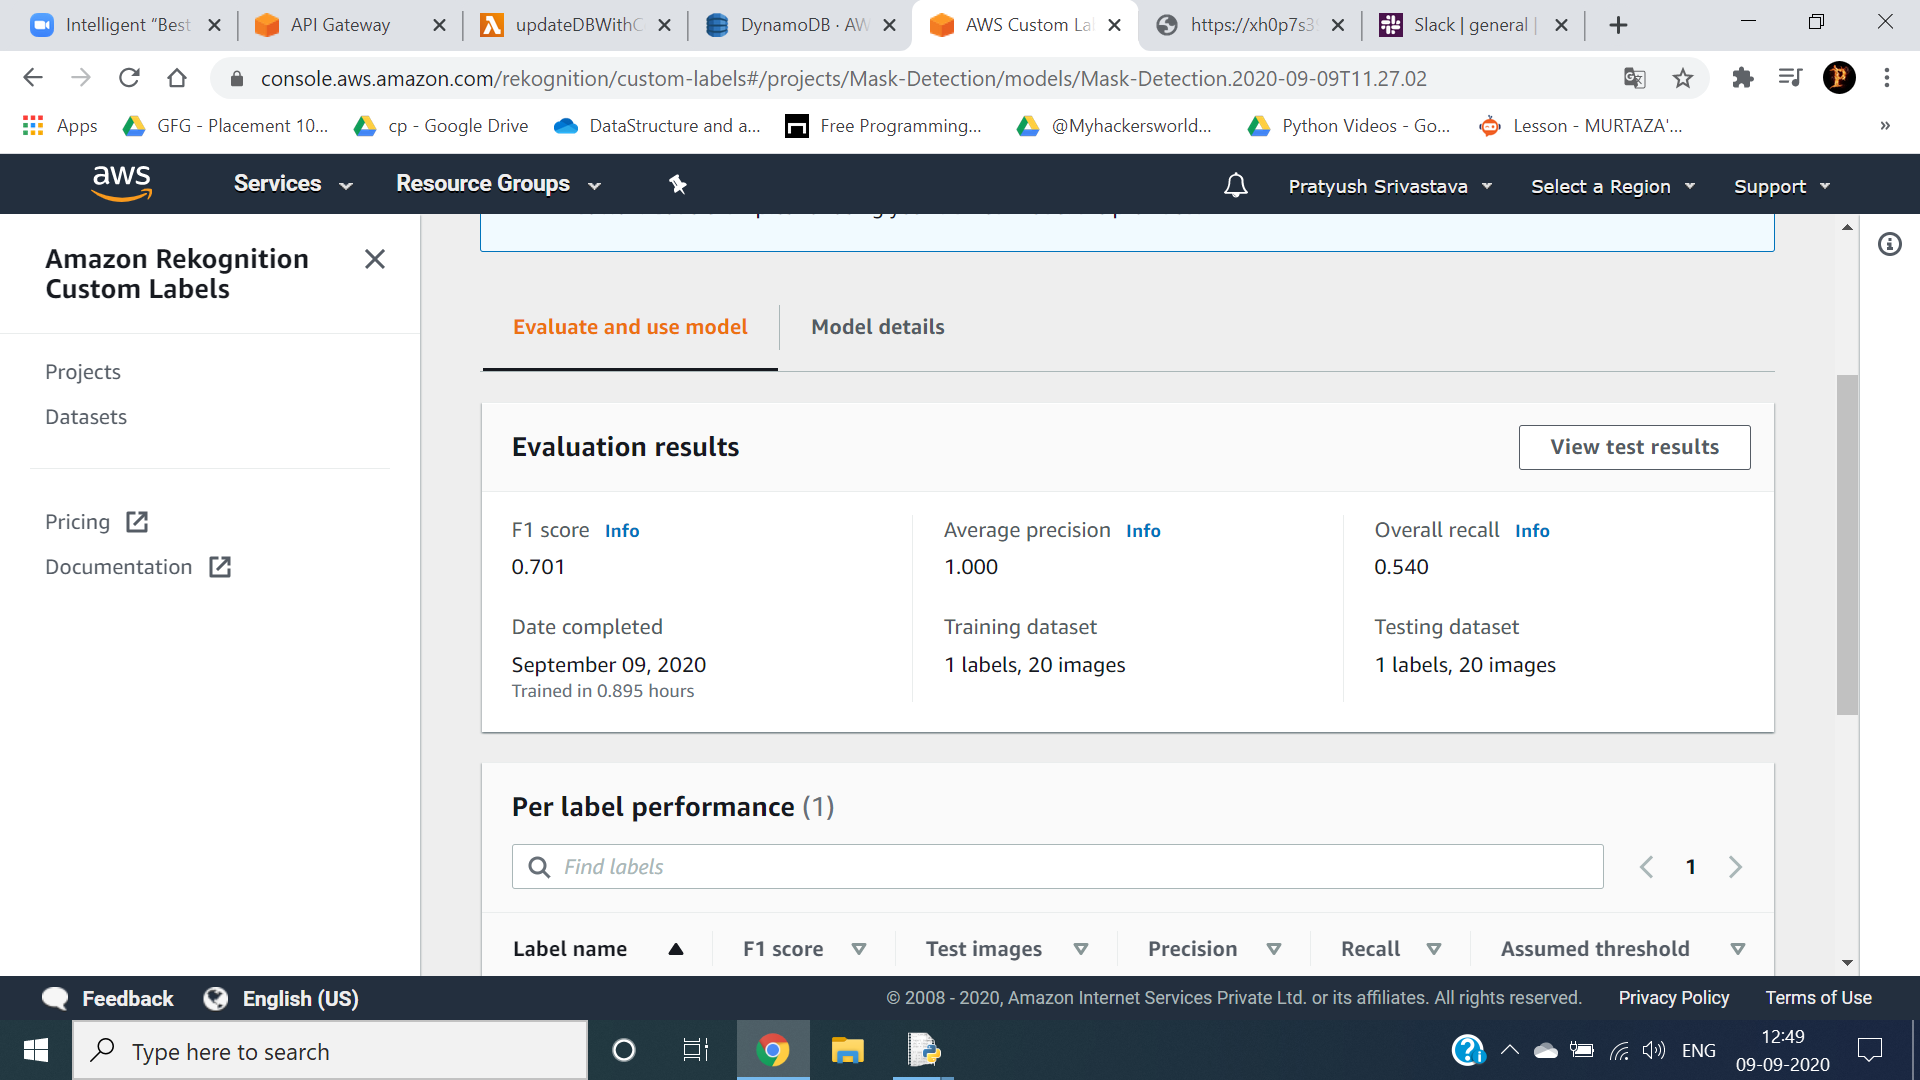 Intelligent “Best
API Gateway
updateDBWithC
DynamoDB · AW
AWS Custom La
https://xh0p7s3
Slack | general |
console.aws.amazon.com/rekognition/custom-labels#/projects/Mask-Detection/models/Mask-Detection.2020-09-09T11.27.02
Apps
GFG - Placement 10...
cp - Google Drive
DataStructure and a...
Free Programming...
@Myhackersworld...
Python Videos - Go...
Lesson - MURTAZA'...
»
aws
Services
Resource Groups
Pratyush Srivastava
Select a Region
Support
Amazon Rekognition
Custom Labels
Projects
Datasets
Pricing
Documentation
Evaluate and use model
Model details
Evaluation results
View test results
F1 score Info
0.701
Average precision Info
1.000
Overall recall Info
0.540
Date completed
September 09, 2020
Trained in 0.895 hours
Training dataset
1 labels, 20 images
Testing dataset
1 labels, 20 images
Per label performance (1)
Find labels
1
Label name
F1 score
Test images
Precision
Recall
Assumed threshold
Feedback
English (US)
© 2008 - 2020, Amazon Internet Services Private Ltd. or its affiliates. All rights reserved.
Privacy Policy
Terms of Use
Type here to search
ENG
12:49
09-09-2020